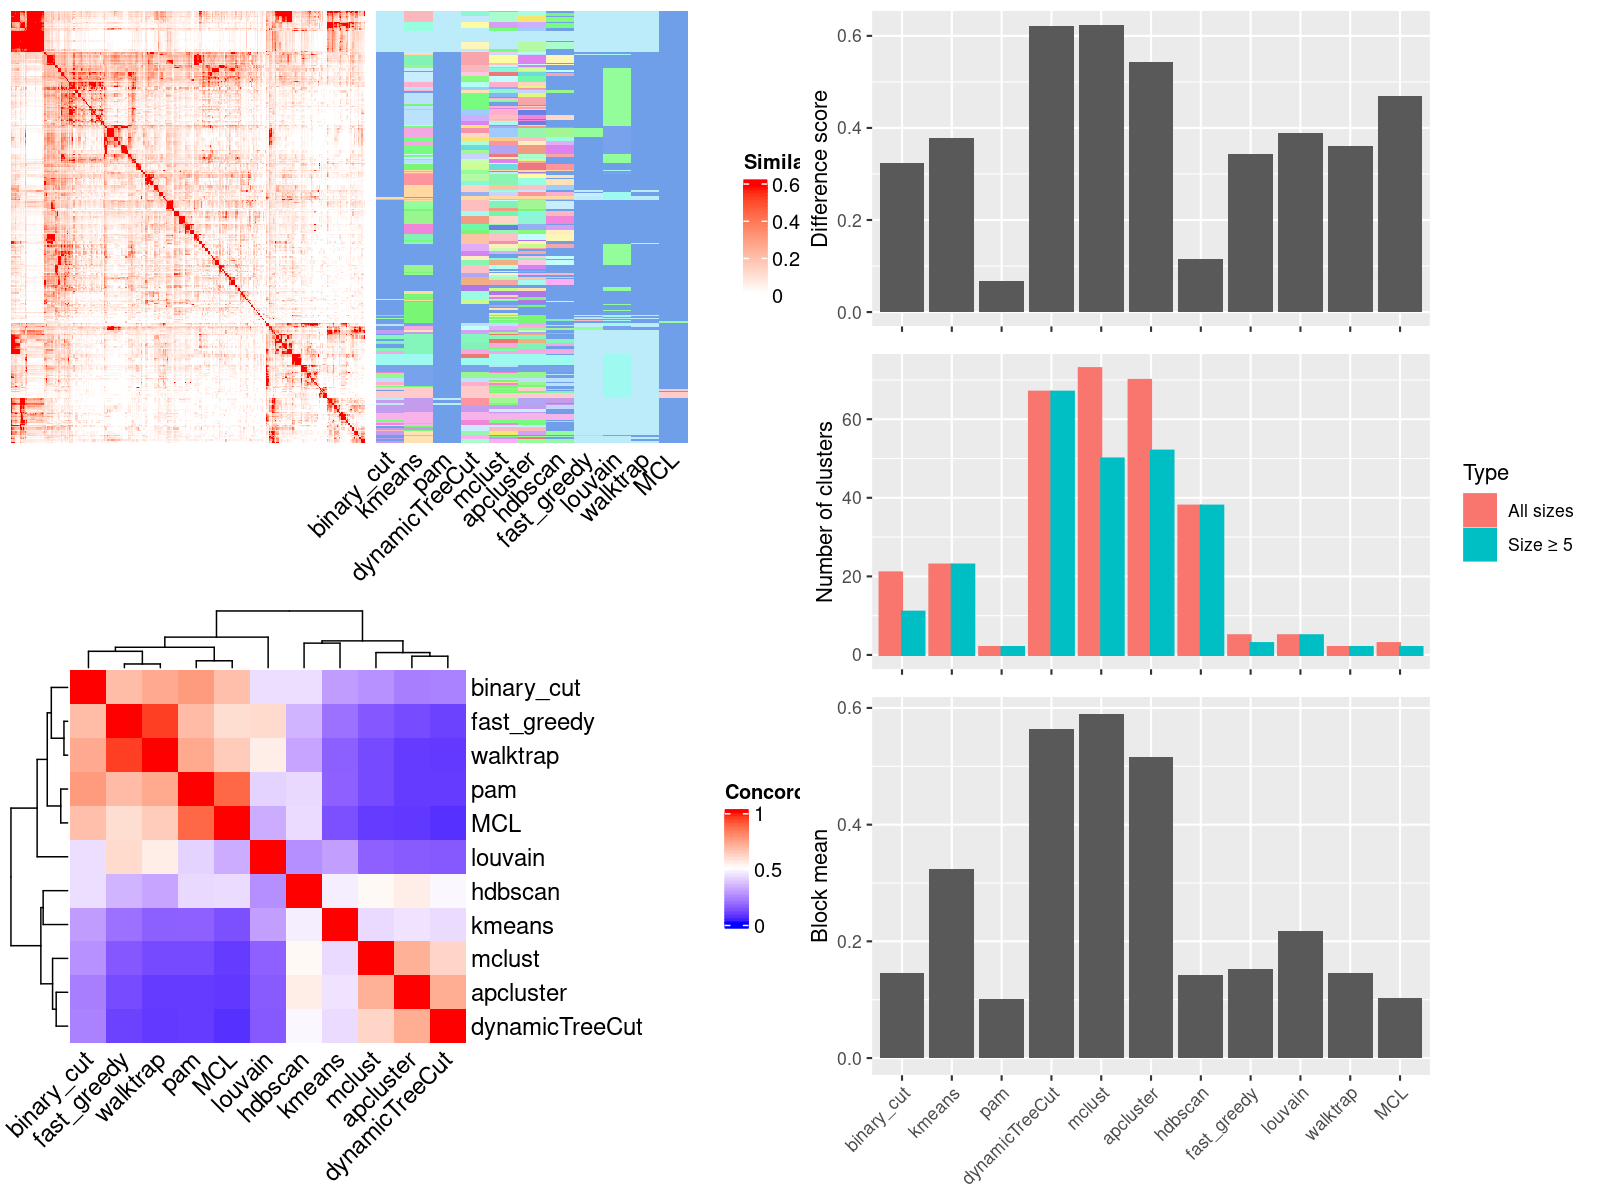 Simila
0.6
0.4
0.2
0
binary_cut
kmeans
pam
dynamicTreeCut
mclust
apcluster
hdbscan
fast_greedy
louvain
walktrap
MCL
binary_cut
fast_greedy
walktrap
pam
MCL
louvain
hdbscan
kmeans
mclust
apcluster
dynamicTreeCut
binary_cut
fast_greedy
walktrap
pam
MCL
louvain
hdbscan
kmeans
mclust
apcluster
dynamicTreeCut
Concord
1
0.5
0
Difference score
0.6
0.4
0.2
0.0
Number of clusters
60
40
20
0
Type
All sizes
Size ≥ 5
Block mean
0.6
0.4
0.2
0.0
binary_cut
kmeans
pam
dynamicTreeCut
mclust
apcluster
hdbscan
fast_greedy
louvain
walktrap
MCL